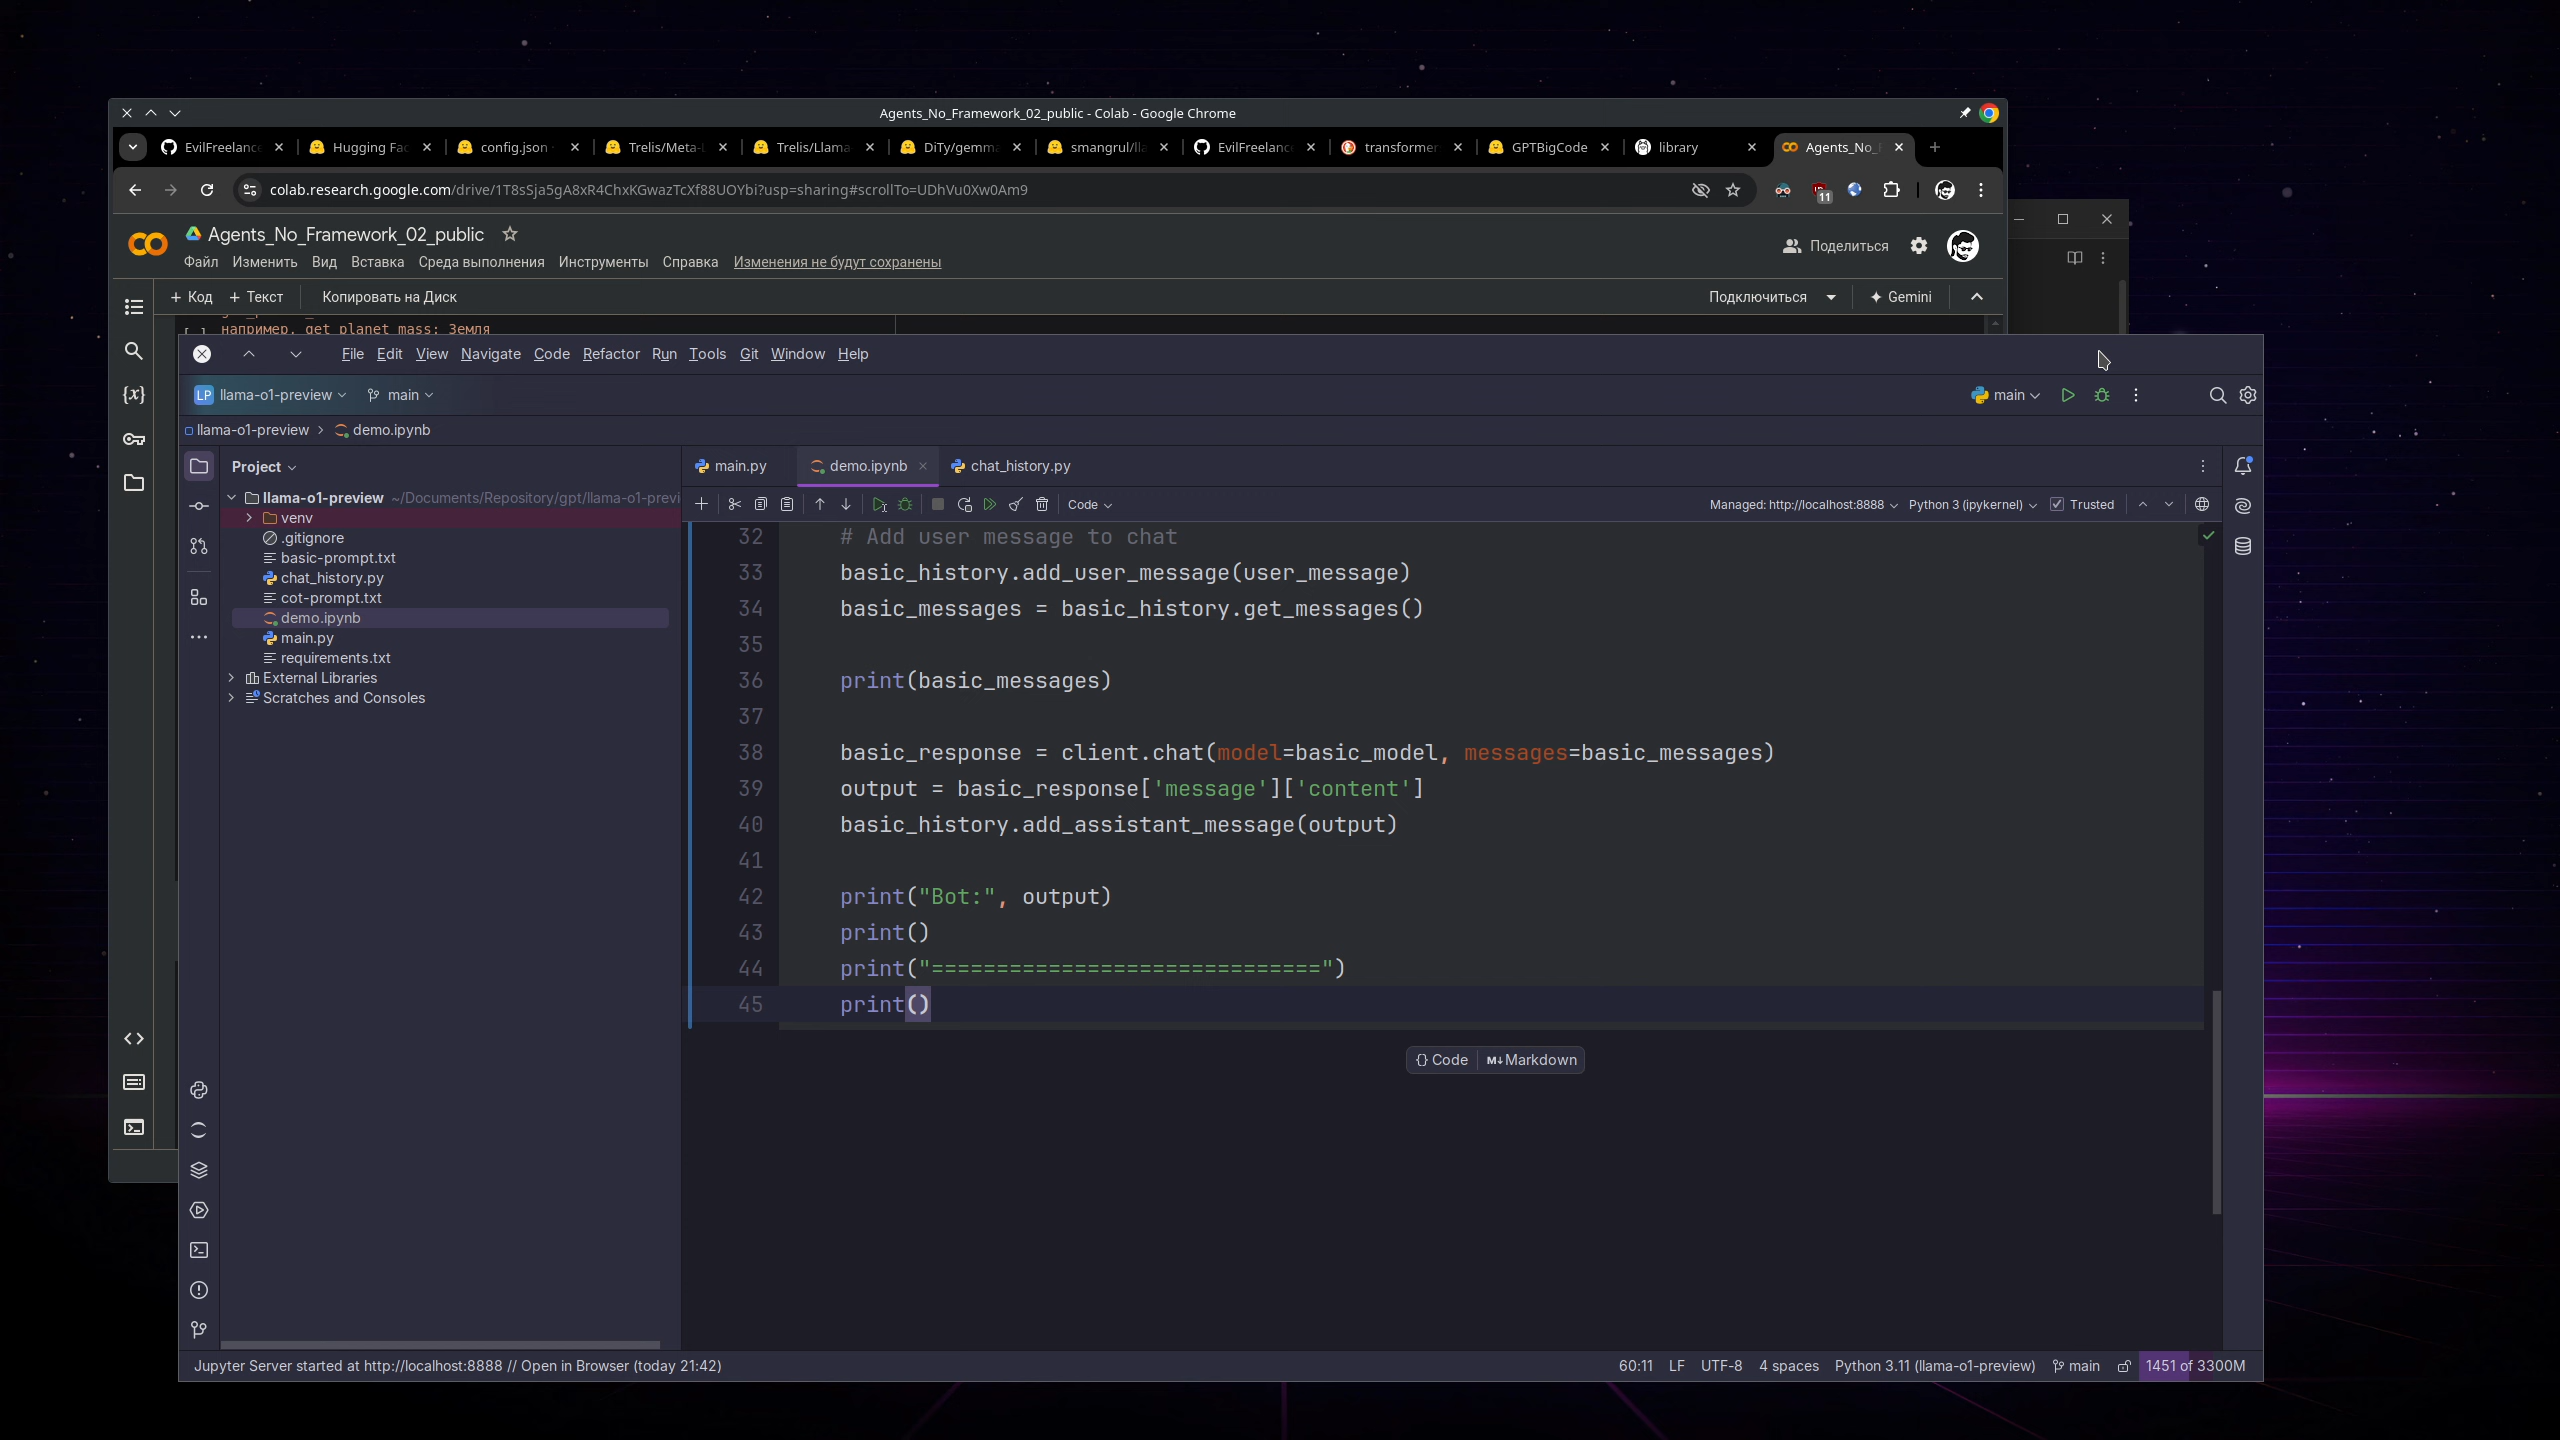 Agents_No_Framework_02_public - Colab - Google Chrome
EvilFreelanc
Hugging Fac
config.json
Trelis/Meta-L
Trelis/Llama
DiTy/gemma
smangrul/lla
EvilFreelanc
transformer
GPTBigCode
library
Agents_No_
colab.research.google.com/drive/1T8sSja5gA8xR4ChxKGwazTcXf88UOYbi?usp=sharing#scrollTo=UDhVu0Xw0Am9
11
Agents_No_Framework_02_public
Файл Изменить Вид Вставка Среда выполнения Инструменты Справка Изменения не будут сохранены
Поделиться
+ Код + Текст Копировать на Диск
Подключиться Gemini
например, get_planet_mass: Земля
File Edit View Navigate Code Refactor Run Tools Git Window Help
LP llama-o1-preview main
main
llama-o1-preview > demo.ipynb
Project
main.py demo.ipynb chat_history.py
Code
Managed: http://localhost:8888 Python 3 (ipykernel) Trusted
llama-o1-preview ~/Documents/Repository/gpt/llama-o1-previ
venv
.gitignore
basic-prompt.txt
chat_history.py
cot-prompt.txt
demo.ipynb
main.py
requirements.txt
External Libraries
Scratches and Consoles
32 # Add user message to chat
33 basic_history.add_user_message(user_message)
34 basic_messages = basic_history.get_messages()
35
36 print(basic_messages)
37
38 basic_response = client.chat(model=basic_model, messages=basic_messages)
39 output = basic_response['message']['content']
40 basic_history.add_assistant_message(output)
41
42 print("Bot:", output)
43 print()
44 print("==============================")
45 print()
{} Code M↓ Markdown
Jupyter Server started at http://localhost:8888 // Open in Browser (today 21:42)
60:11 LF UTF-8 4 spaces Python 3.11 (llama-o1-preview) main 1451 of 3300M